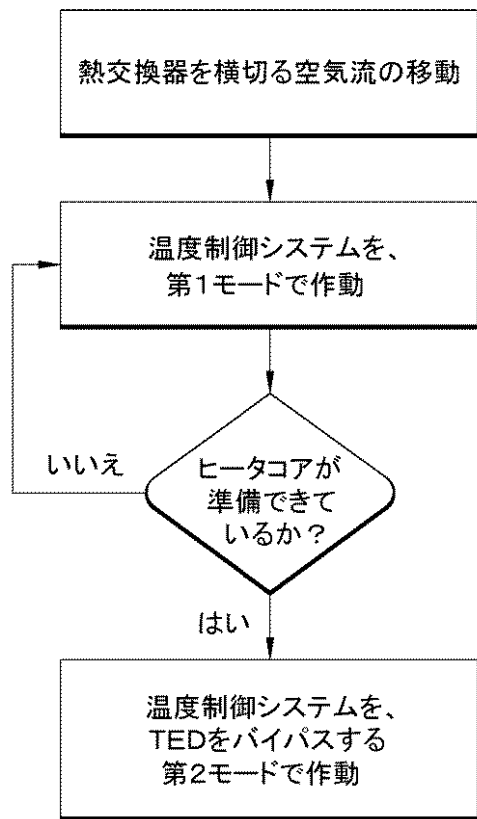 熱交換器を横切る空気流の移動
温度制御システムを、
第1モードで作動
いいえ
ヒータコアが
準備できて
いるか？
はい
温度制御システムを、
TEDをバイパスする
第2モードで作動